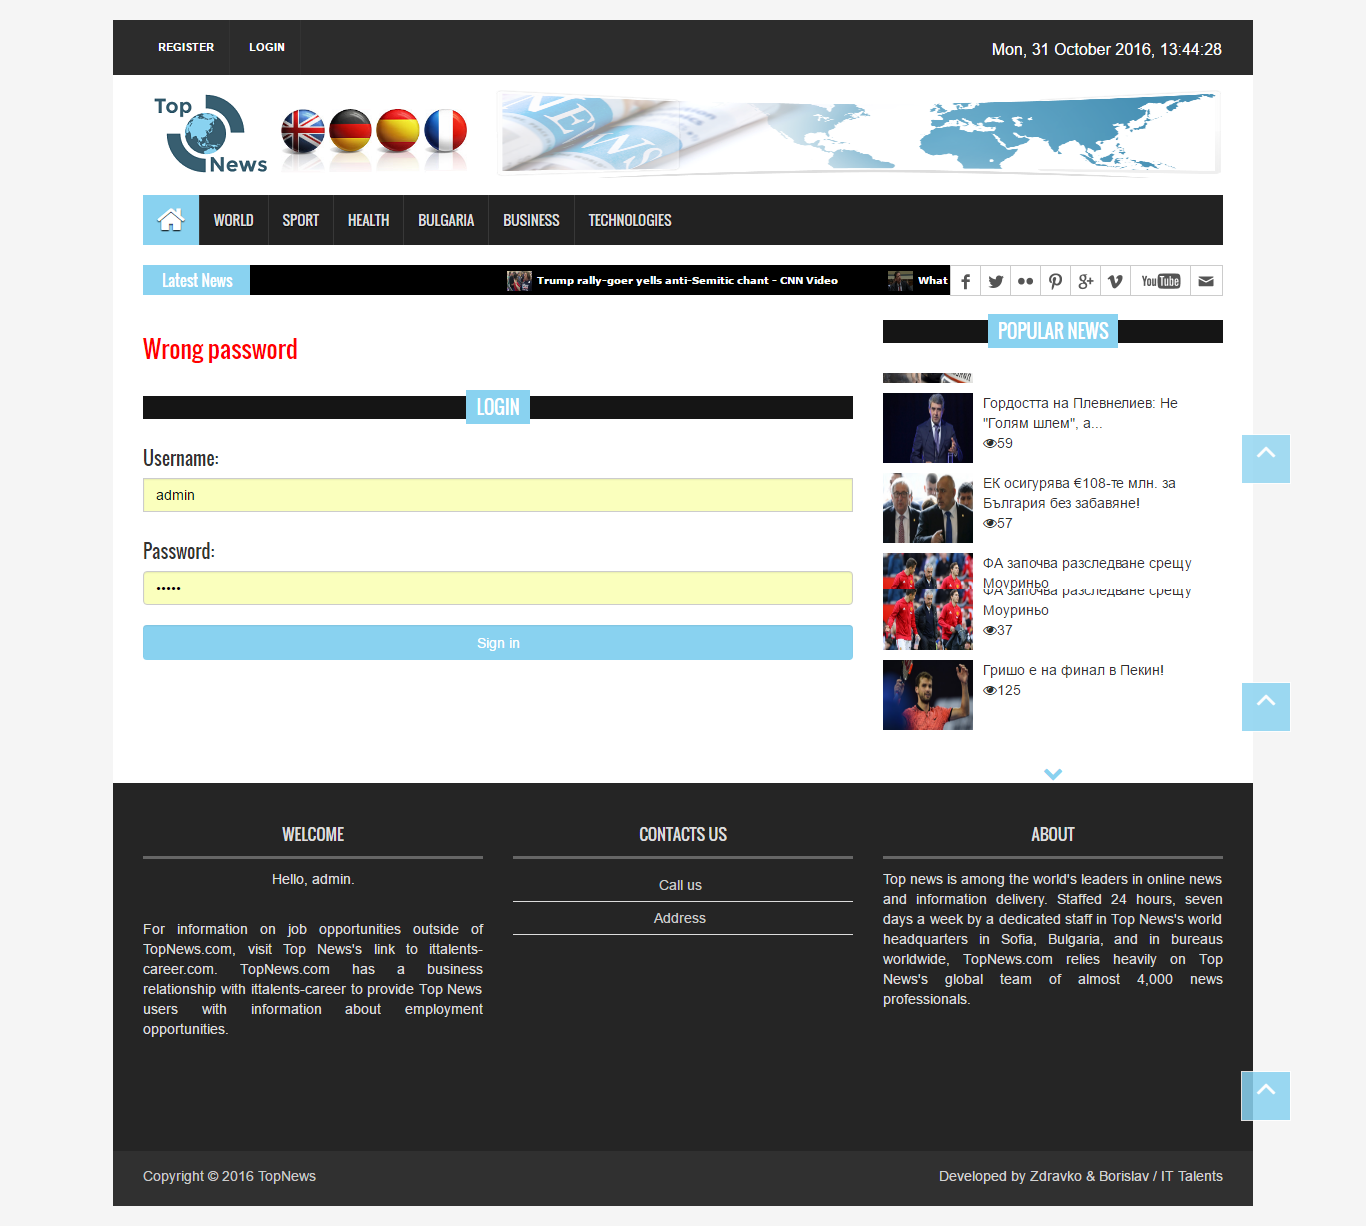 REGISTER
LOGIN
Mon, 31 October 2016, 13:44:28
Top
News
NEWS
NEWS
WORLD
SPORT
HEALTH
BULGARIA
BUSINESS
TECHNOLOGIES
Latest News
Trump rally-goer yells anti-Semitic chant - CNN Video
What
You Tube
Wrong password
POPULAR NEWS
LOGIN
Гордостта на Плевнелиев: Не
"Голям шлем", а...
59
Username:
admin
ЕК осигурява €108-те млн. за
България без забавяне!
57
Password:
•••••
ФА започва разследване срещу
Моуриньо
ФА започва разследване срещу
Моуриньо
37
Sign in
Гришо е на финал в Пекин!
125
WELCOME
Hello, admin.
For information on job opportunities outside of
TopNews.com, visit Top News's link to ittalents-
career.com. TopNews.com has a business
relationship with ittalents-career to provide Top News
users with information about employment
opportunities.
CONTACTS US
Call us
Address
ABOUT
Top news is among the world's leaders in online news
and information delivery. Staffed 24 hours, seven
days a week by a dedicated staff in Top News's world
headquarters in Sofia, Bulgaria, and in bureaus
worldwide, TopNews.com relies heavily on Top
News's global team of almost 4,000 news
professionals.
Copyright © 2016 TopNews
Developed by Zdravko & Borislav / IT Talents